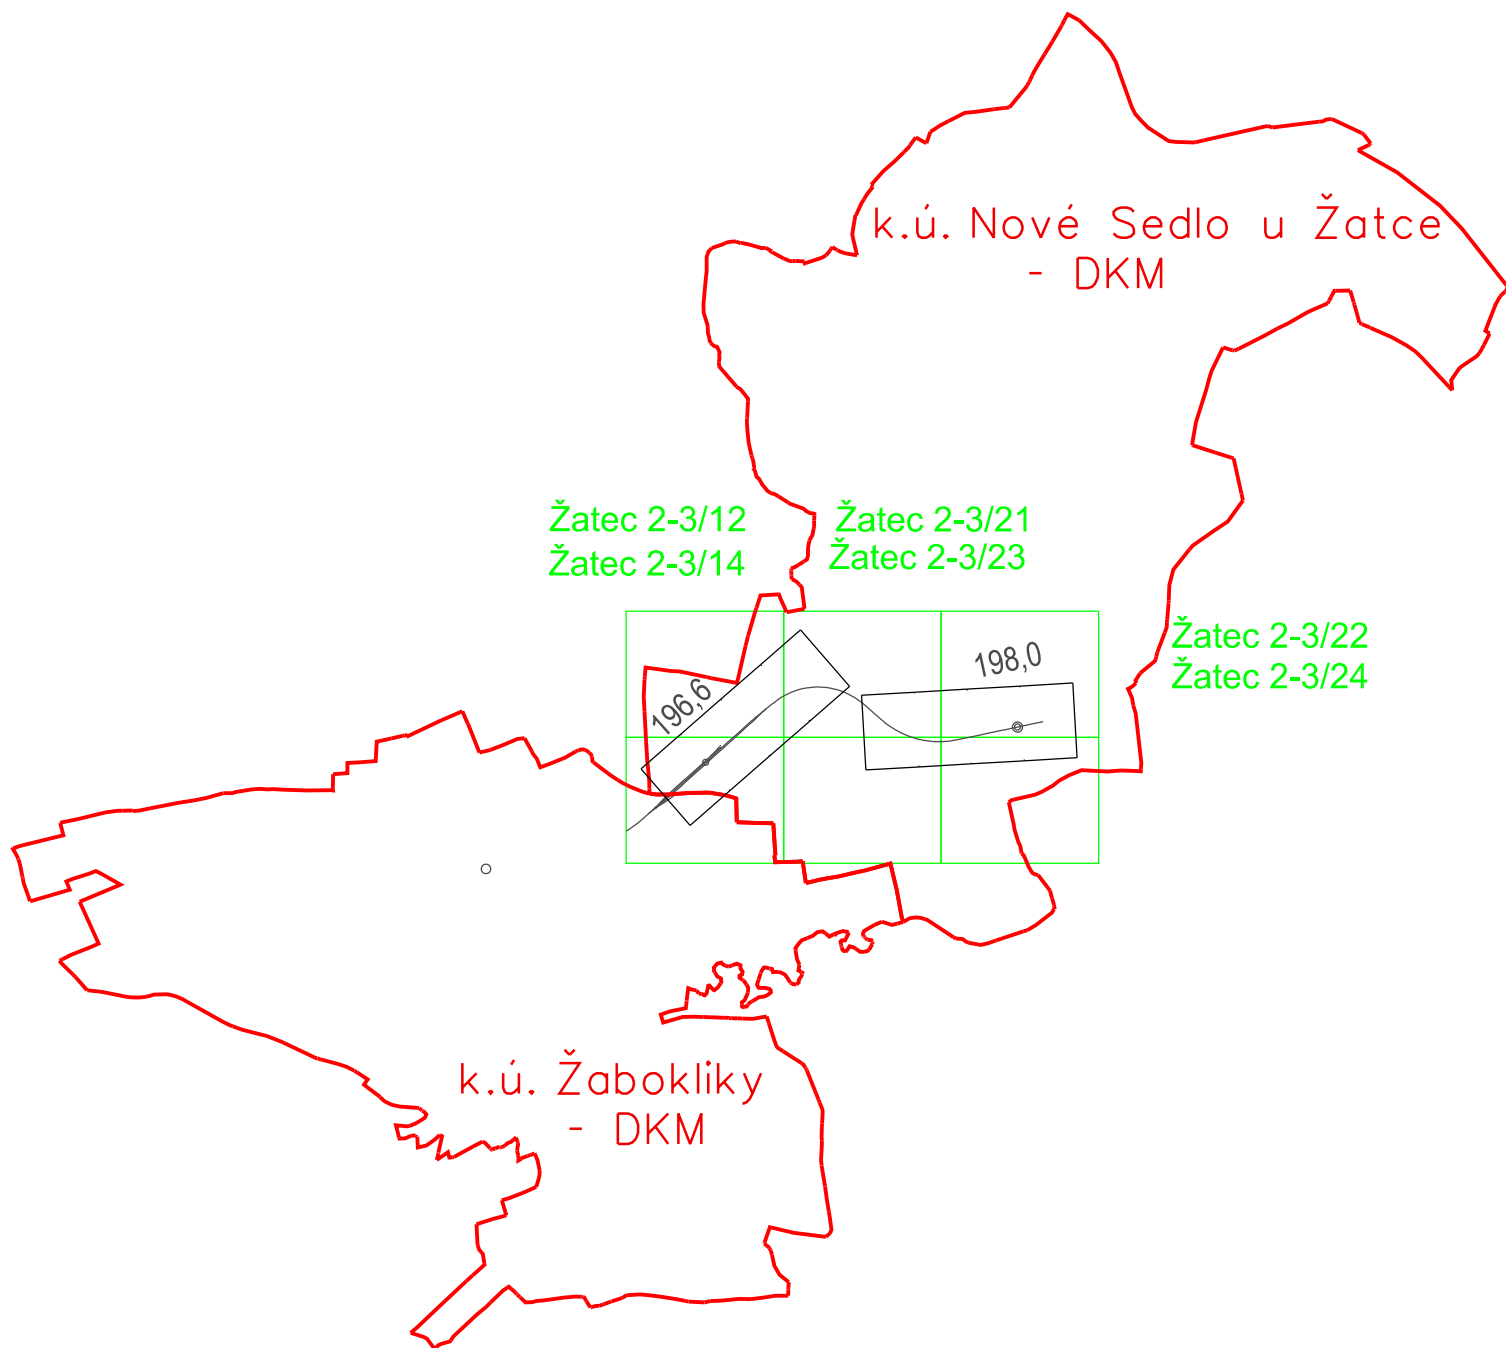 k.ú. Nové Sedlo u Žatce
- DKM
Žatec 2-3/12
Žatec 2-3/14
Žatec 2-3/21
Žatec 2-3/23
Žatec 2-3/22
Žatec 2-3/24
196,6
198,0
k.ú. Žabokliky
- DKM